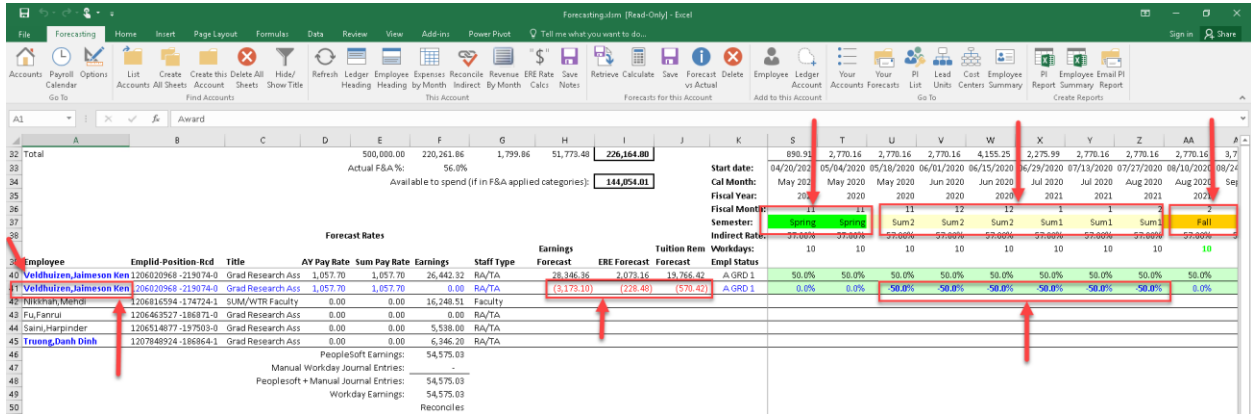 Forecasting.xlsm [Read-Only] - Excel
File Forecasting Home Insert Page Layout Formulas Data Review View Add-ins Power Pivot Tell me what you want to do... Sign in Share
Accounts Payroll Calendar Options List Accounts Create All Sheets Create this Account Delete All Sheets Hide/ Show Title Refresh Ledger Heading Employee Heading Expenses by Month Reconcile Indirect Revenue By Month ERE Rate Calcs Save Notes Retrieve Calculate Save Forecast vs Actual Delete Employee Ledger Account Your Accounts Your Forecasts PI List Lead Units Cost Centers Employee Summary PI Report Employee Summary Email PI Report
Go To Find Accounts This Account Forecasts for this Account Add to this Account Go To Create Reports
A1 fx Award
A B C D E F G H I J K S T U V W X Y Z AA
32 Total 500,000.00 220,261.86 1,799.86 51,773.48 226,164.80 890.91 2,770.16 2,770.16 2,770.16 4,155.25 2,275.99 2,770.16 2,770.16 2,770.16 3,7
33 Actual F&A%: 56.0% Start date: 04/20/2020 05/04/2020 05/18/2020 06/01/2020 06/15/2020 06/29/2020 07/13/2020 07/27/2020 08/10/2020 08/24
34 Available to spend (if in F&A applied categories): 144,054.01 Cal Month: May 2020 May 2020 May 2020 Jun 2020 Jun 2020 Jul 2020 Jul 2020 Aug 2020 Aug 2020 Sep
35 Fiscal Year: 2020 2020 2020 2020 2021 2021 2021 2021
36 Fiscal Month: 11 11 11 12 12 1 1 2 2
37 Semester: Spring Spring Sum2 Sum2 Sum2 Sum1 Sum1 Sum1 Fall
38 Forecast Rates Indirect Rate: 57.00% 57.00% 57.00% 57.00% 57.00% 57.00% 57.00% 57.00% 57.00%
Earnings Tuition Rem Workdays: 10 10 10 10 10 10 10 10 10
39 Employee Emplid-Position-Rcd Title AY Pay Rate Sum Pay Rate Earnings Staff Type Forecast ERE Forecast Forecast Empl Status
40 Veldhuizen,Jaimeson Ken 1206020968 -219074-0 Grad Research Ass 1,057.70 1,057.70 26,442.32 RA/TA 28,346.36 2,073.16 19,766.42 A GRD 1 50.0% 50.0% 50.0% 50.0% 50.0% 50.0% 50.0% 50.0% 50.0%
41 Veldhuizen,Jaimeson Ken 1206020968 -219074-0 Grad Research Ass 1,057.70 1,057.70 0.00 RA/TA (3,173.10) (228.48) (570.42) A GRD 1 0.0% 0.0% -50.0% -50.0% -50.0% -50.0% -50.0% -50.0% 0.0%
42 Nikkhah,Mehdi 1206816594 -174724-1 SUM/WTR Faculty 0.00 0.00 16,248.51 Faculty
43 Fu,Fanrui 1206463527 -186871-0 Grad Research Ass 0.00 0.00 RA/TA
44 Saini,Harpinder 1206514877 -197503-0 Grad Research Ass 0.00 0.00 5,538.00 RA/TA
45 Truong,Danh Dinh 1207848924 -186864-1 Grad Research Ass 0.00 0.00 6,346.20 RA/TA
46 PeopleSoft Earnings: 54,575.03
47 Manual Workday Journal Entries: -
48 Peoplesoft + Manual Journal Entries: 54,575.03
49 Workday Earnings: 54,575.03
50 Reconciles